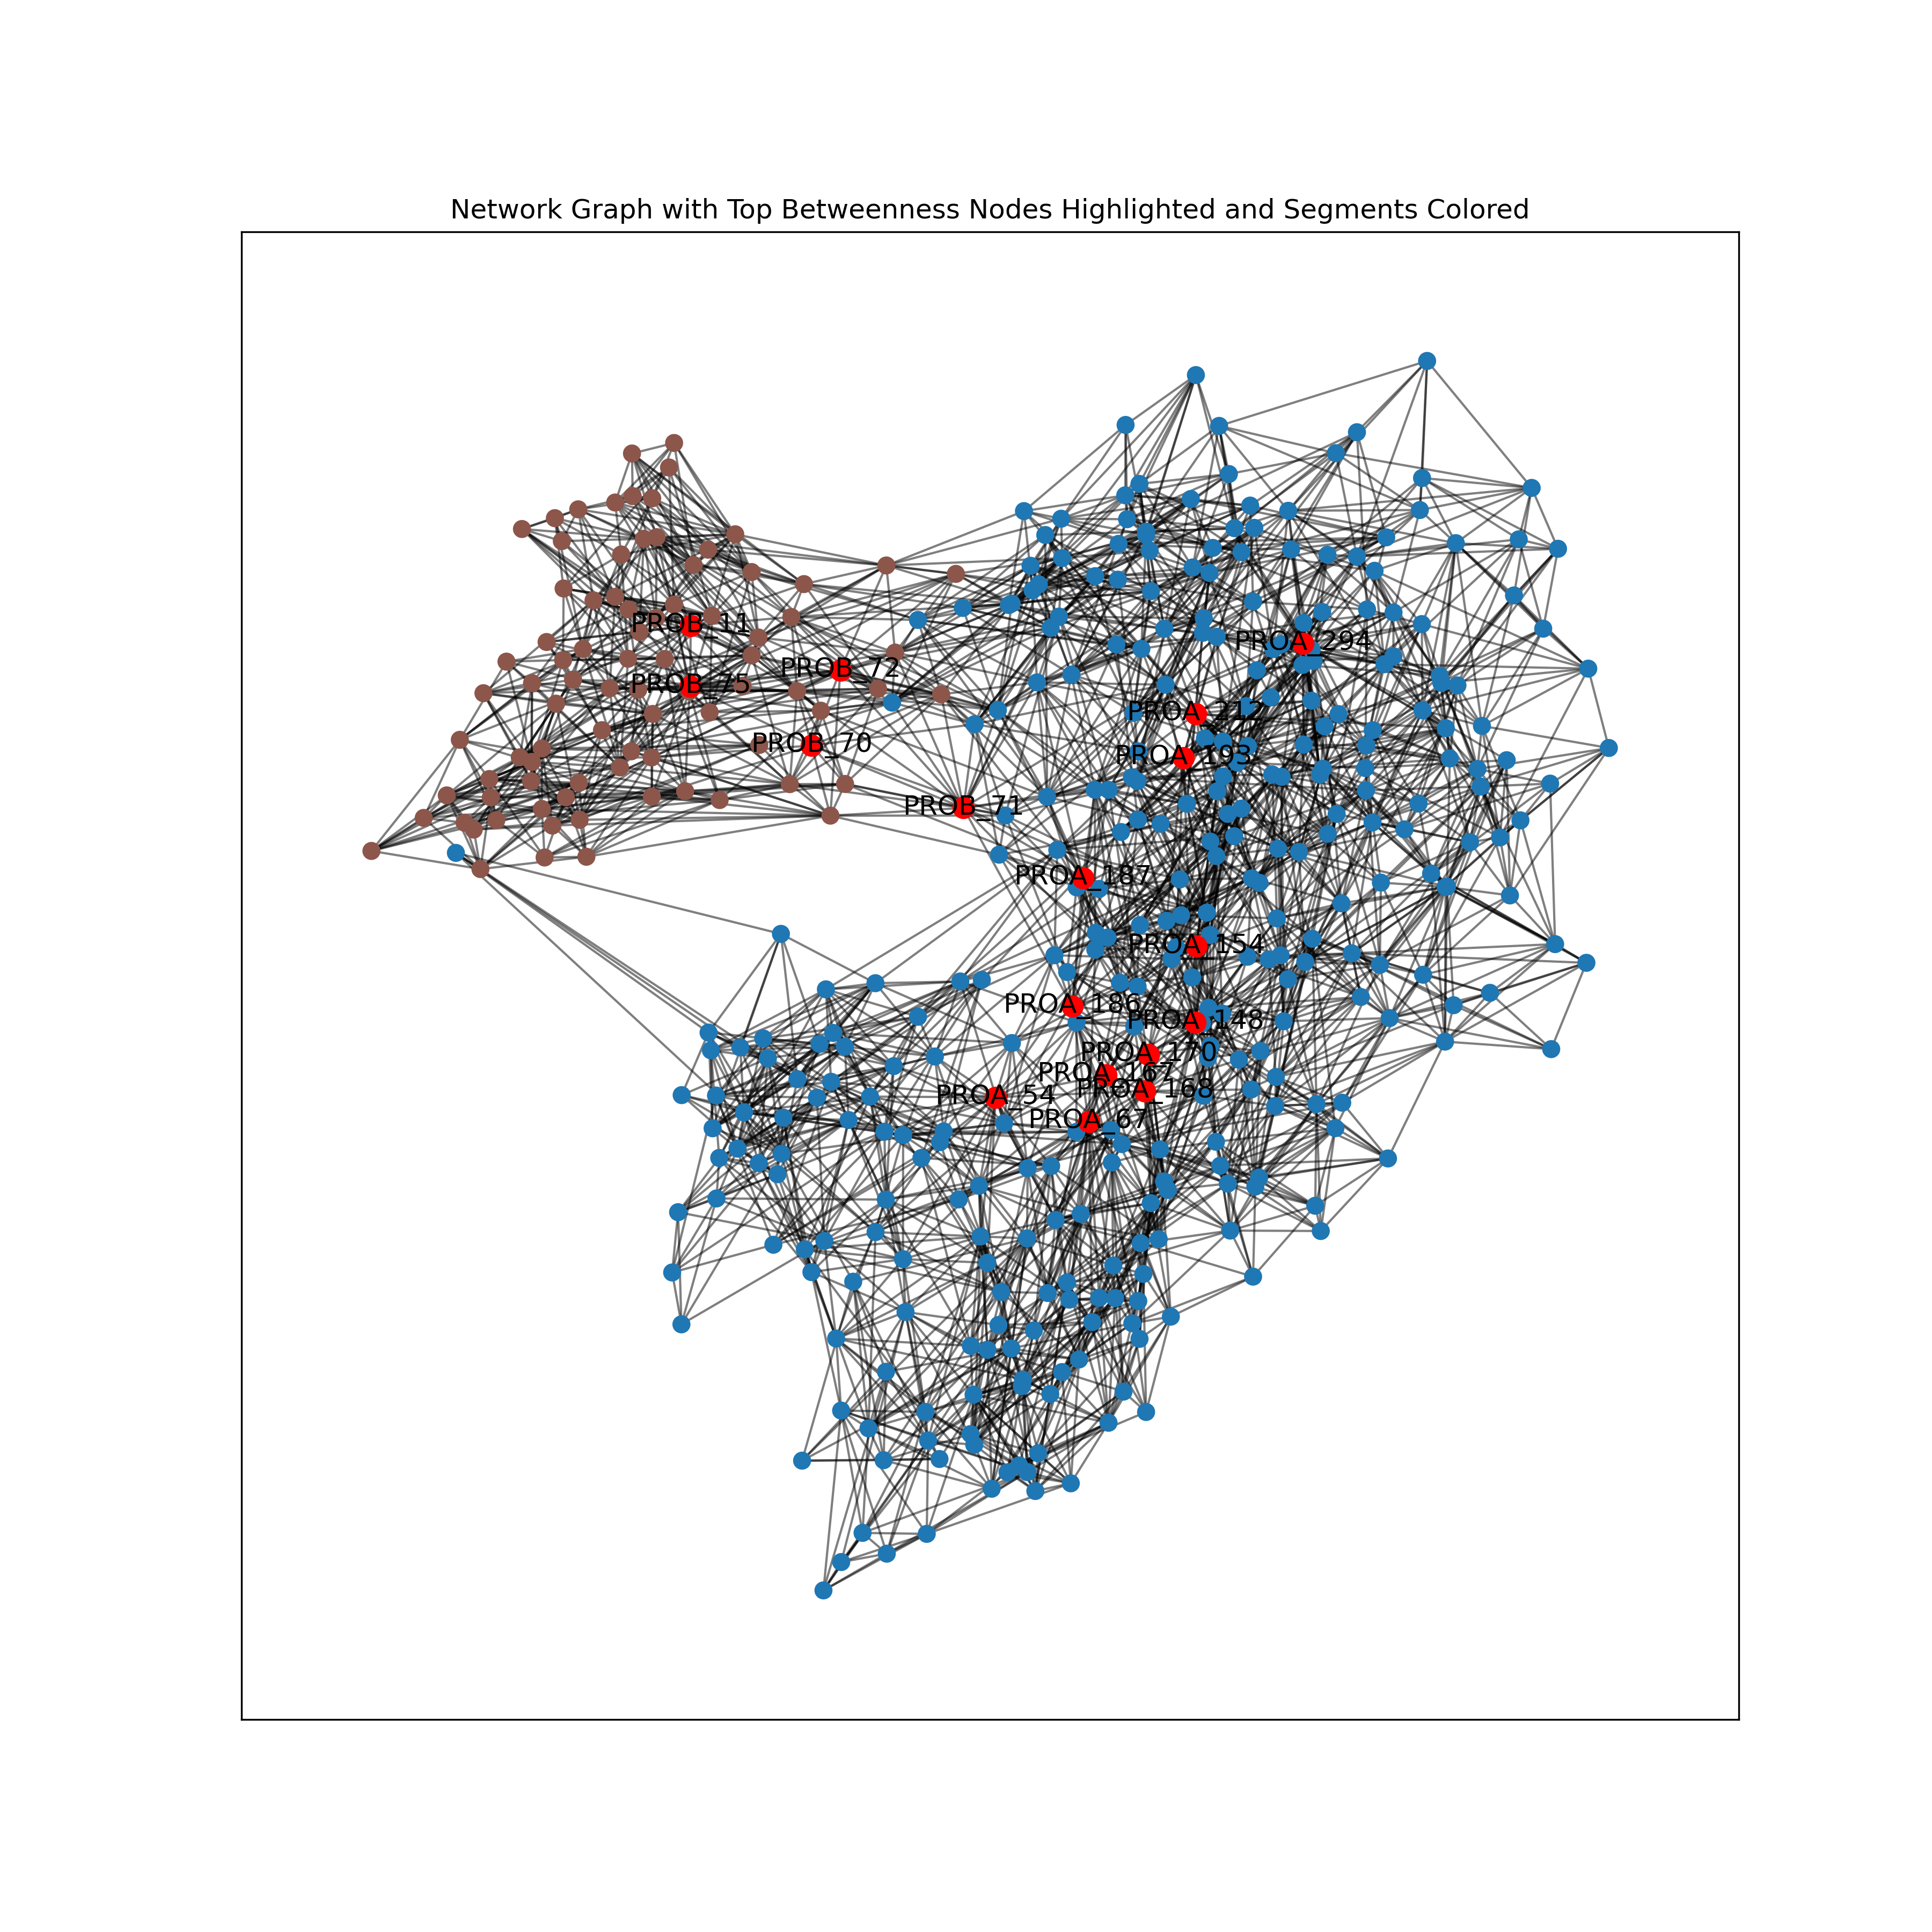 Network Graph with Top Betweenness Nodes Highlighted and Segments Colored
PROB_11
PROA_294
PROB_72
PROB_75
PROA_212
PROB_70
PROA_193
PROB_71
PROA_187
PROA_154
PROA_186
PROA_148
PROA_170
PROA_167
PROA_168
PROA_54
PROA_67